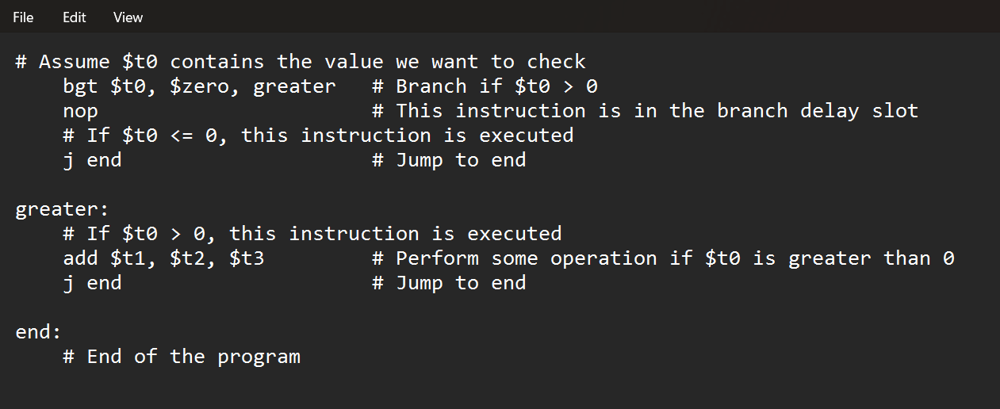 File Edit View
# Assume $t0 contains the value we want to check
    bgt $t0, $zero, greater   # Branch if $t0 > 0
    nop                       # This instruction is in the branch delay slot
    # If $t0 <= 0, this instruction is executed
    j end                     # Jump to end

greater:
    # If $t0 > 0, this instruction is executed
    add $t1, $t2, $t3         # Perform some operation if $t0 is greater than 0
    j end                     # Jump to end

end:
    # End of the program